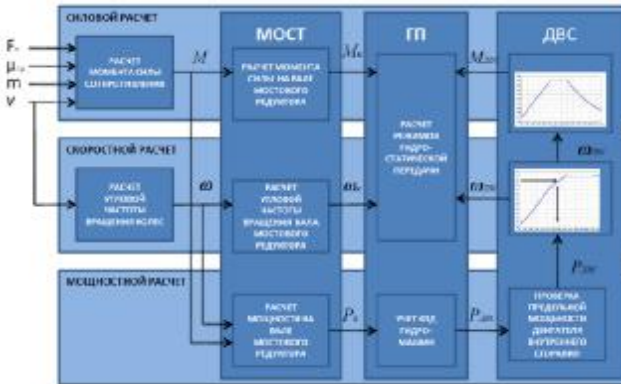 СИЛОВОЙ РАСЧЕТ
МОСТ
ГП
ДВС
m
v
РАСЧЕТ
МОМЕНТА СИЛЫ
СОПРОТИВЛЕНИЯ
M
РАСЧЕТ МОМЕНТА
СИЛЫ НА ВАЛЕ
МОСТОВОГО
РЕДУКТОРА
РАСЧЕТ
РЕЖИМОВ
ГИДРО-
СТАТИЧЕСКОЙ
ПЕРЕДАЧИ
СКОРОСТНОЙ РАСЧЕТ
РАСЧЕТ
УГЛОВОЙ
ЧАСТОТЫ
ВРАЩЕНИЯ КОЛЕС
ω
РАСЧЕТ
УГЛОВОЙ
ЧАСТОТЫ
ВРАЩЕНИЯ ВАЛА
МОСТОВОГО
РЕДУКТОРА
МОЩНОСТНОЙ РАСЧЕТ
РАСЧЕТ
МОЩНОСТИ НА
ВАЛЕ
МОСТОВОГО
РЕДУКТОРА
УЧЕТ КПД
ГИДРО-
МАШИН
ПРОВЕРКА
ПРЕДЕЛЬНОЙ
МОЩНОСТИ
ДВИГАТЕЛЯ
ВНУТРЕННЕГО
СГОРАНИЯ